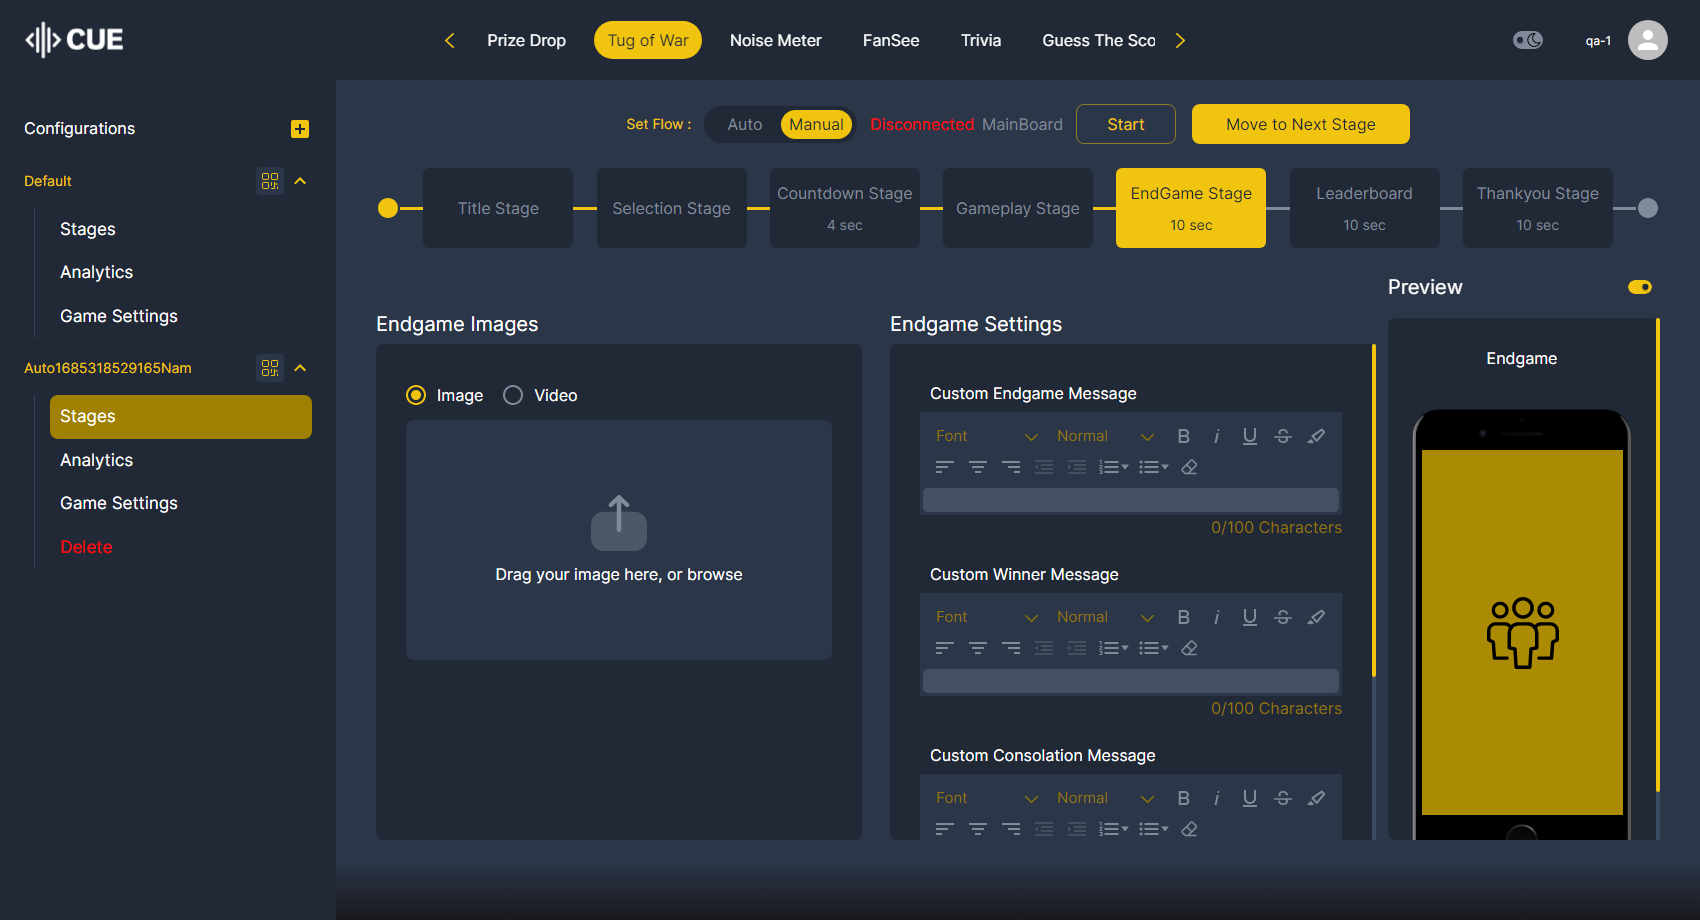 CUE
Prize Drop
Tug of War
Noise Meter
FanSee
Trivia
Guess The Sco
qa-1
Configurations
Default
Stages
Analytics
Game Settings
Auto1685318529165Nam
Stages
Analytics
Game Settings
Delete
Set Flow :
Auto
Manual
Disconnected MainBoard
Start
Move to Next Stage
Title Stage
Selection Stage
Countdown Stage
4 sec
Gameplay Stage
EndGame Stage
10 sec
Leaderboard
10 sec
Thankyou Stage
10 sec
Endgame Images
Image
Video
Drag your image here, or browse
Endgame Settings
Custom Endgame Message
Font
Normal
B i U S
0/100 Characters
Custom Winner Message
Font
Normal
B i U S
0/100 Characters
Custom Consolation Message
Font
Normal
B i U S
Preview
Endgame